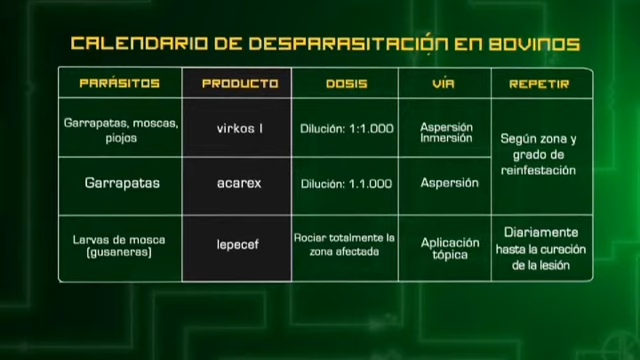 CALENDARIO DE DESPARASITACIÓN EN BOVINOS
PARÁSITOS PRODUCTO DOSIS VÍA REPETIR
Garrapatas, moscas,
piojos
virkos I
Dilución: 1:1.000
Aspersión
Inmersión
Según zona y
grado de
reinfestación
Garrapatas
acarex
Dilución: 1.1.000
Aspersión
Larvas de mosca
(gusaneras)
lepecef
Rociar totalmente la
zona afectada
Aplicación
tópica
Diariamente
hasta la curación
de la lesión